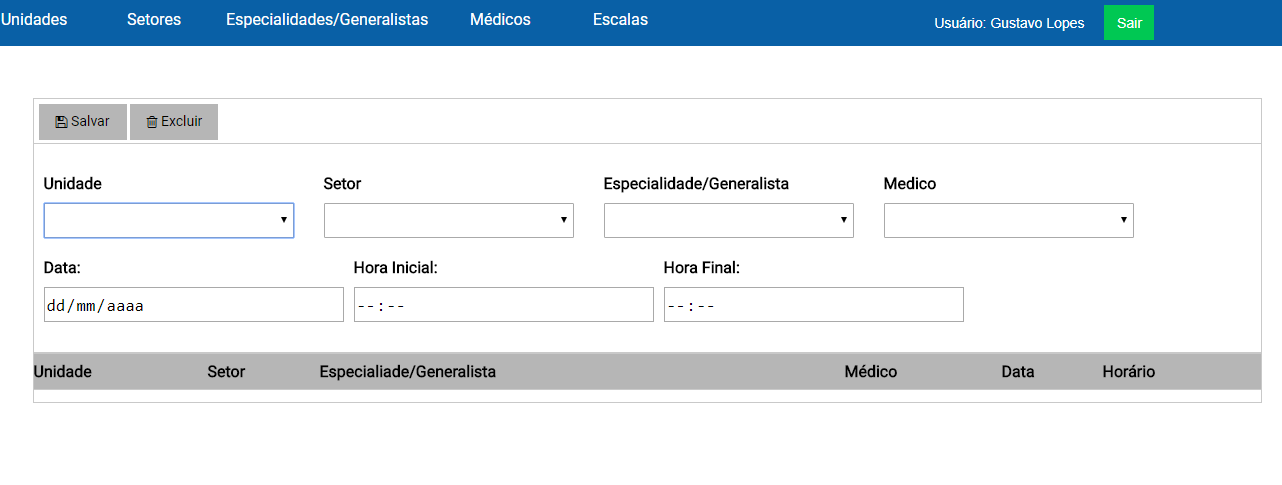 Unidades Setores Especialidades/Generalistas Médicos Escalas Usuário: Gustavo Lopes Sair
Salvar Excluir
Unidade Setor Especialidade/Generalista Medico
Data: Hora Inicial: Hora Final:
dd/mm/aaaa --:-- --:--
Unidade Setor Especialiade/Generalista Médico Data Horário